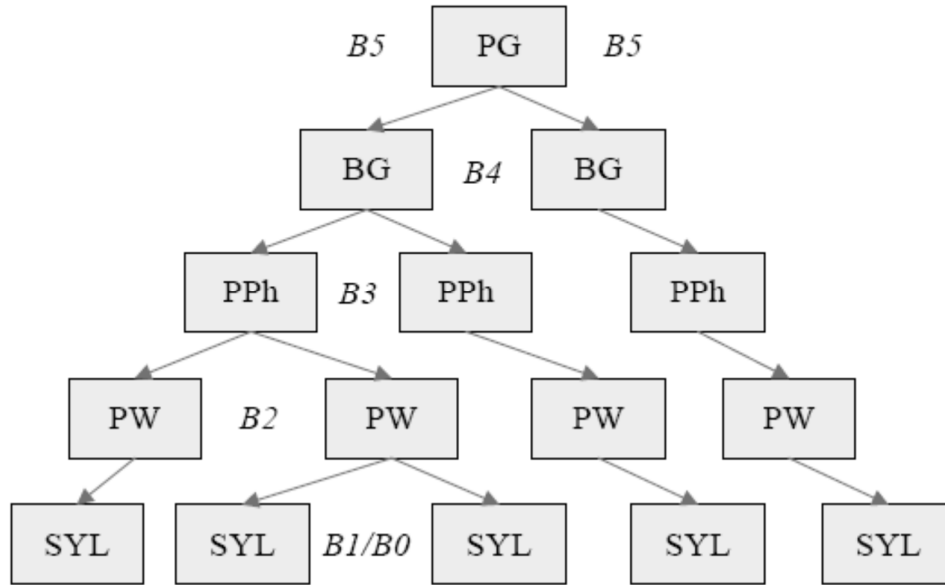 B5 PG B5
BG B4 BG
PPh B3 PPh PPh
PW B2 PW PW PW
SYL SYL B1/B0 SYL SYL SYL